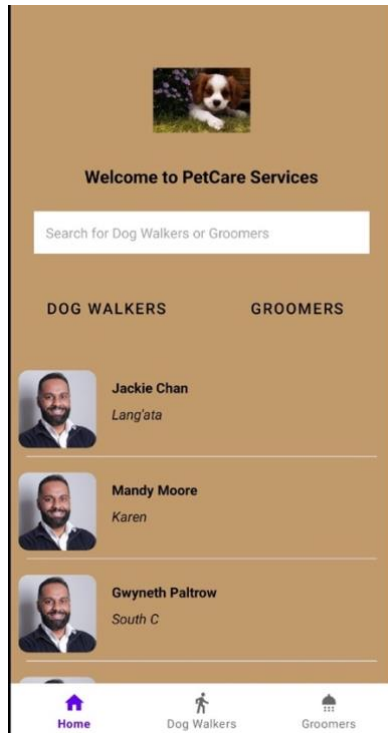 Welcome to PetCare Services
Search for Dog Walkers or Groomers
DOG WALKERS GROOMERS
Jackie Chan
Lang'ata
Mandy Moore
Karen
Gwyneth Paltrow
South C
Home Dog Walkers Groomers